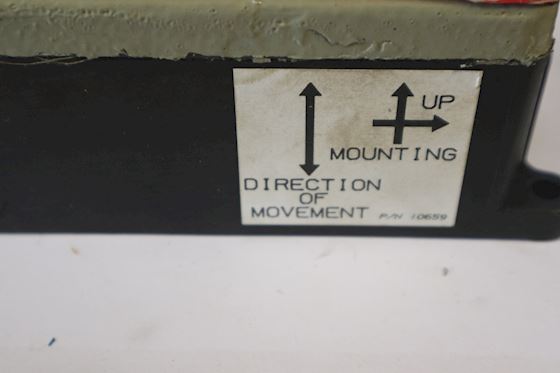 UP
MOUNTING
DIRECTION
OF
MOVEMENT P/N 10659